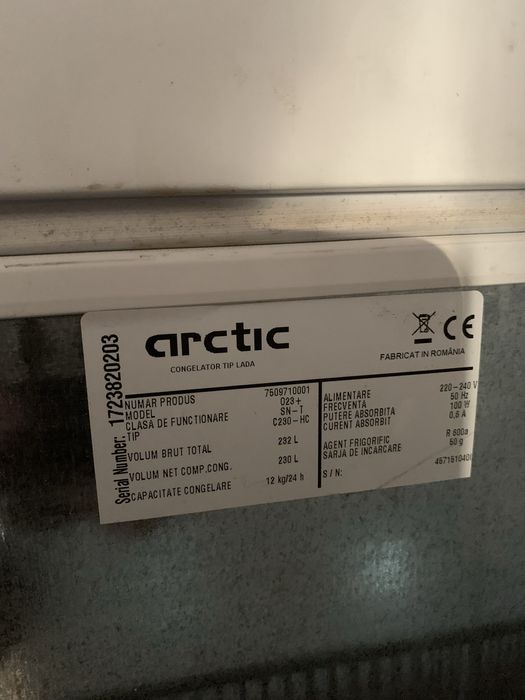 arctic
CE
CONGELATOR TIP LADA
FABRICAT IN ROMÂNIA
Serial Number: 1723820203
NUMAR PRODUS 7509710001
MODEL O23+
CLASA DE FUNCTIONARE SN-T
TIP C230-HC
VOLUM BRUT TOTAL 232 L
VOLUM NET COMP.CONG. 230 L
CAPACITATE CONGELARE 12 kg/24 h
ALIMENTARE 220-240 V
FRECVENTA 50 Hz
PUTERE ABSORBITA 100 W
CURENT ABSORBIT 0,6 A
AGENT FRIGORIFIC R 600a
SARJA DE INCARCARE 50 g
S / N: